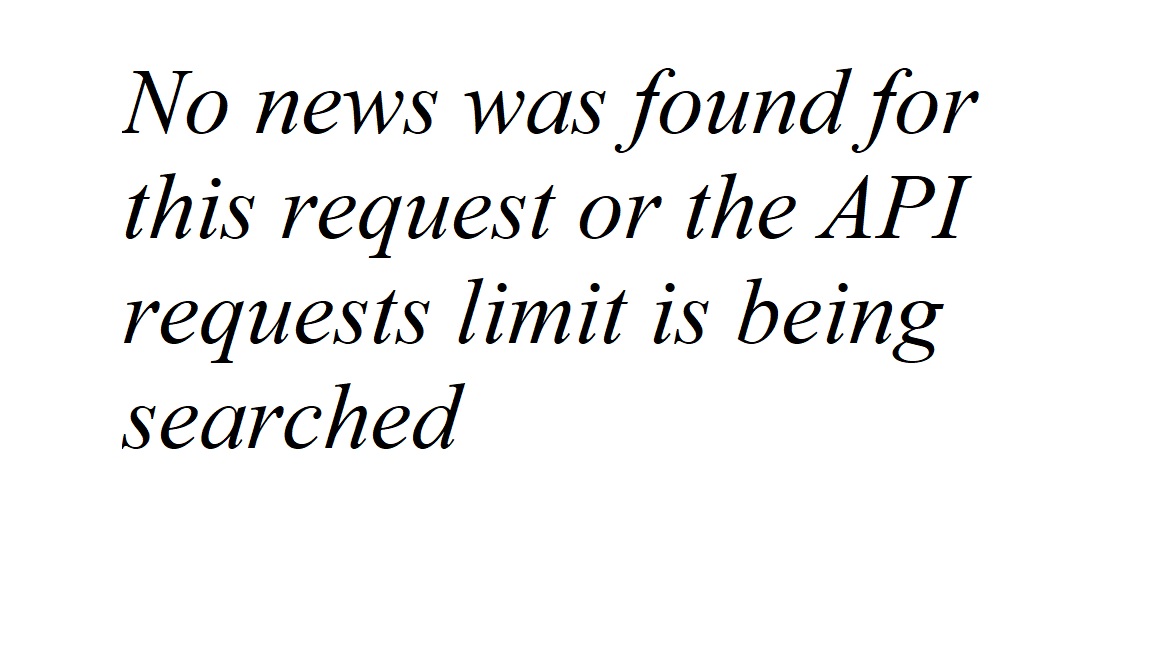 No news was found for
this request or the API
requests limit is being
searched